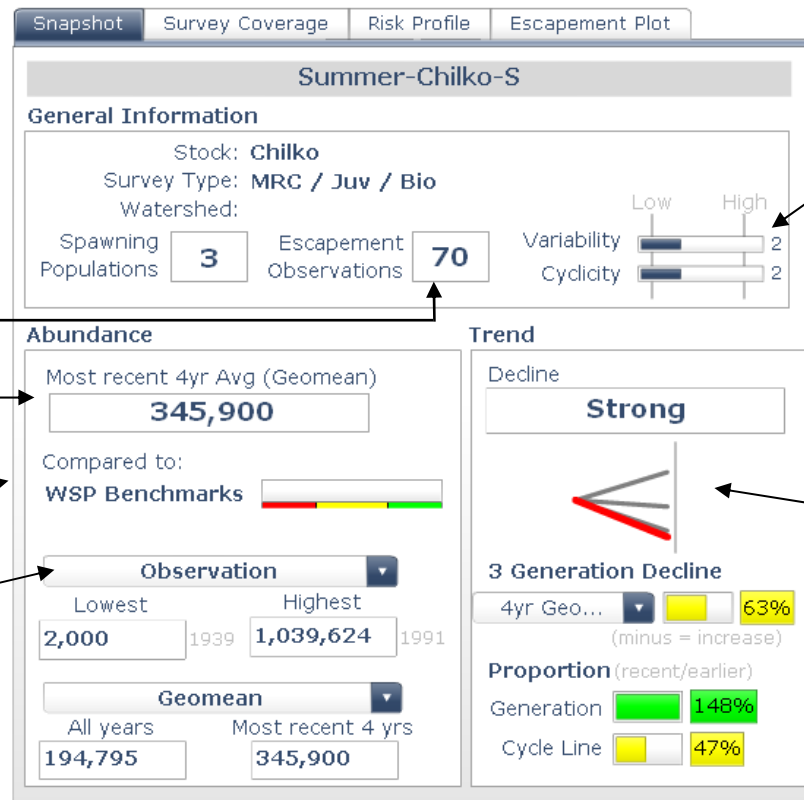 Snapshot Survey Coverage Risk Profile Escapement Plot
Summer-Chilko-S
General Information
Stock: Chilko
Survey Type: MRC / Juv / Bio
Watershed:
Spawning Populations 3
Escapement Observations 70
Low High
Variability 2
Cyclicity 2
Abundance
Most recent 4yr Avg (Geomean)
345,900
Compared to:
WSP Benchmarks
Observation
Lowest Highest
2,000 1939 1,039,624 1991
Geomean
All years Most recent 4 yrs
194,795 345,900
Trend
Decline
Strong
3 Generation Decline
4yr Geo... 63%
(minus = increase)
Proportion (recent/earlier)
Generation 148%
Cycle Line 47%